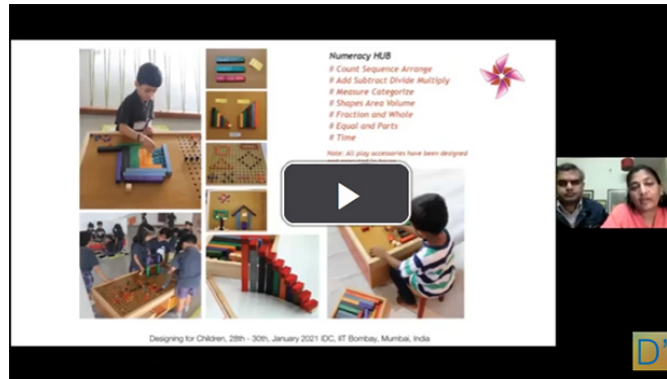 Numeracy HUB
# Count Sequence Arrange
# Add Subtract Divide Multiply
# Measure Categorize
# Shapes Area Volume
# Fraction and Whole
# Equal and Parts
# Time
Note: All play accessories have been designed
Designing for Children, 28th - 30th, January 2021 IDC, IIT Bombay, Mumbai, India
D'